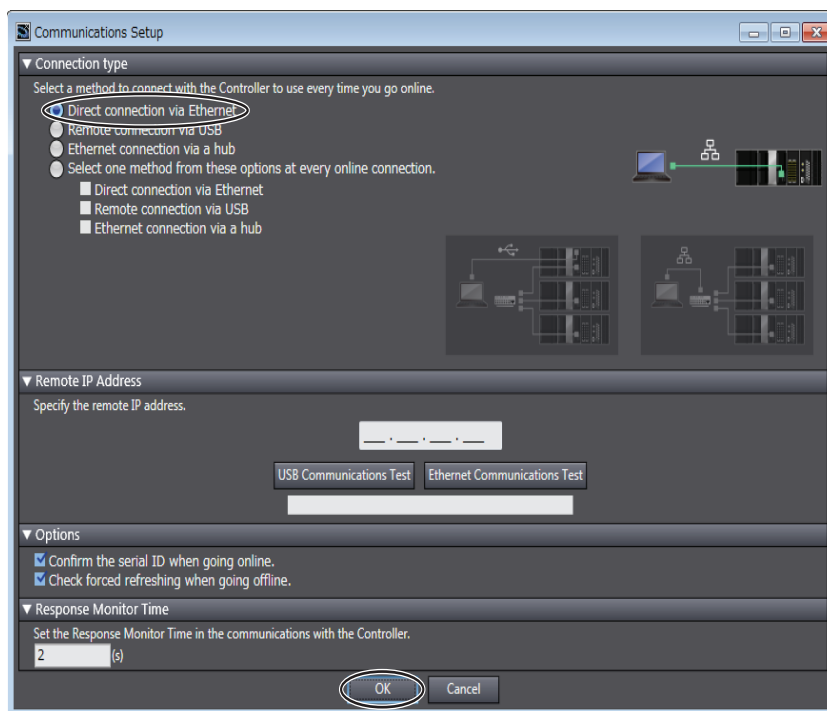 Communications Setup
▼ Connection type
Select a method to connect with the Controller to use every time you go online.
Direct connection via Ethernet
Remote connection via USB
Ethernet connection via a hub
Select one method from these options at every online connection.
Direct connection via Ethernet
Remote connection via USB
Ethernet connection via a hub
▼ Remote IP Address
Specify the remote IP address.
___ . ___ . ___ . ___
USB Communications Test Ethernet Communications Test
▼ Options
Confirm the serial ID when going online.
Check forced refreshing when going offline.
▼ Response Monitor Time
Set the Response Monitor Time in the communications with the Controller.
2 (s)
OK Cancel